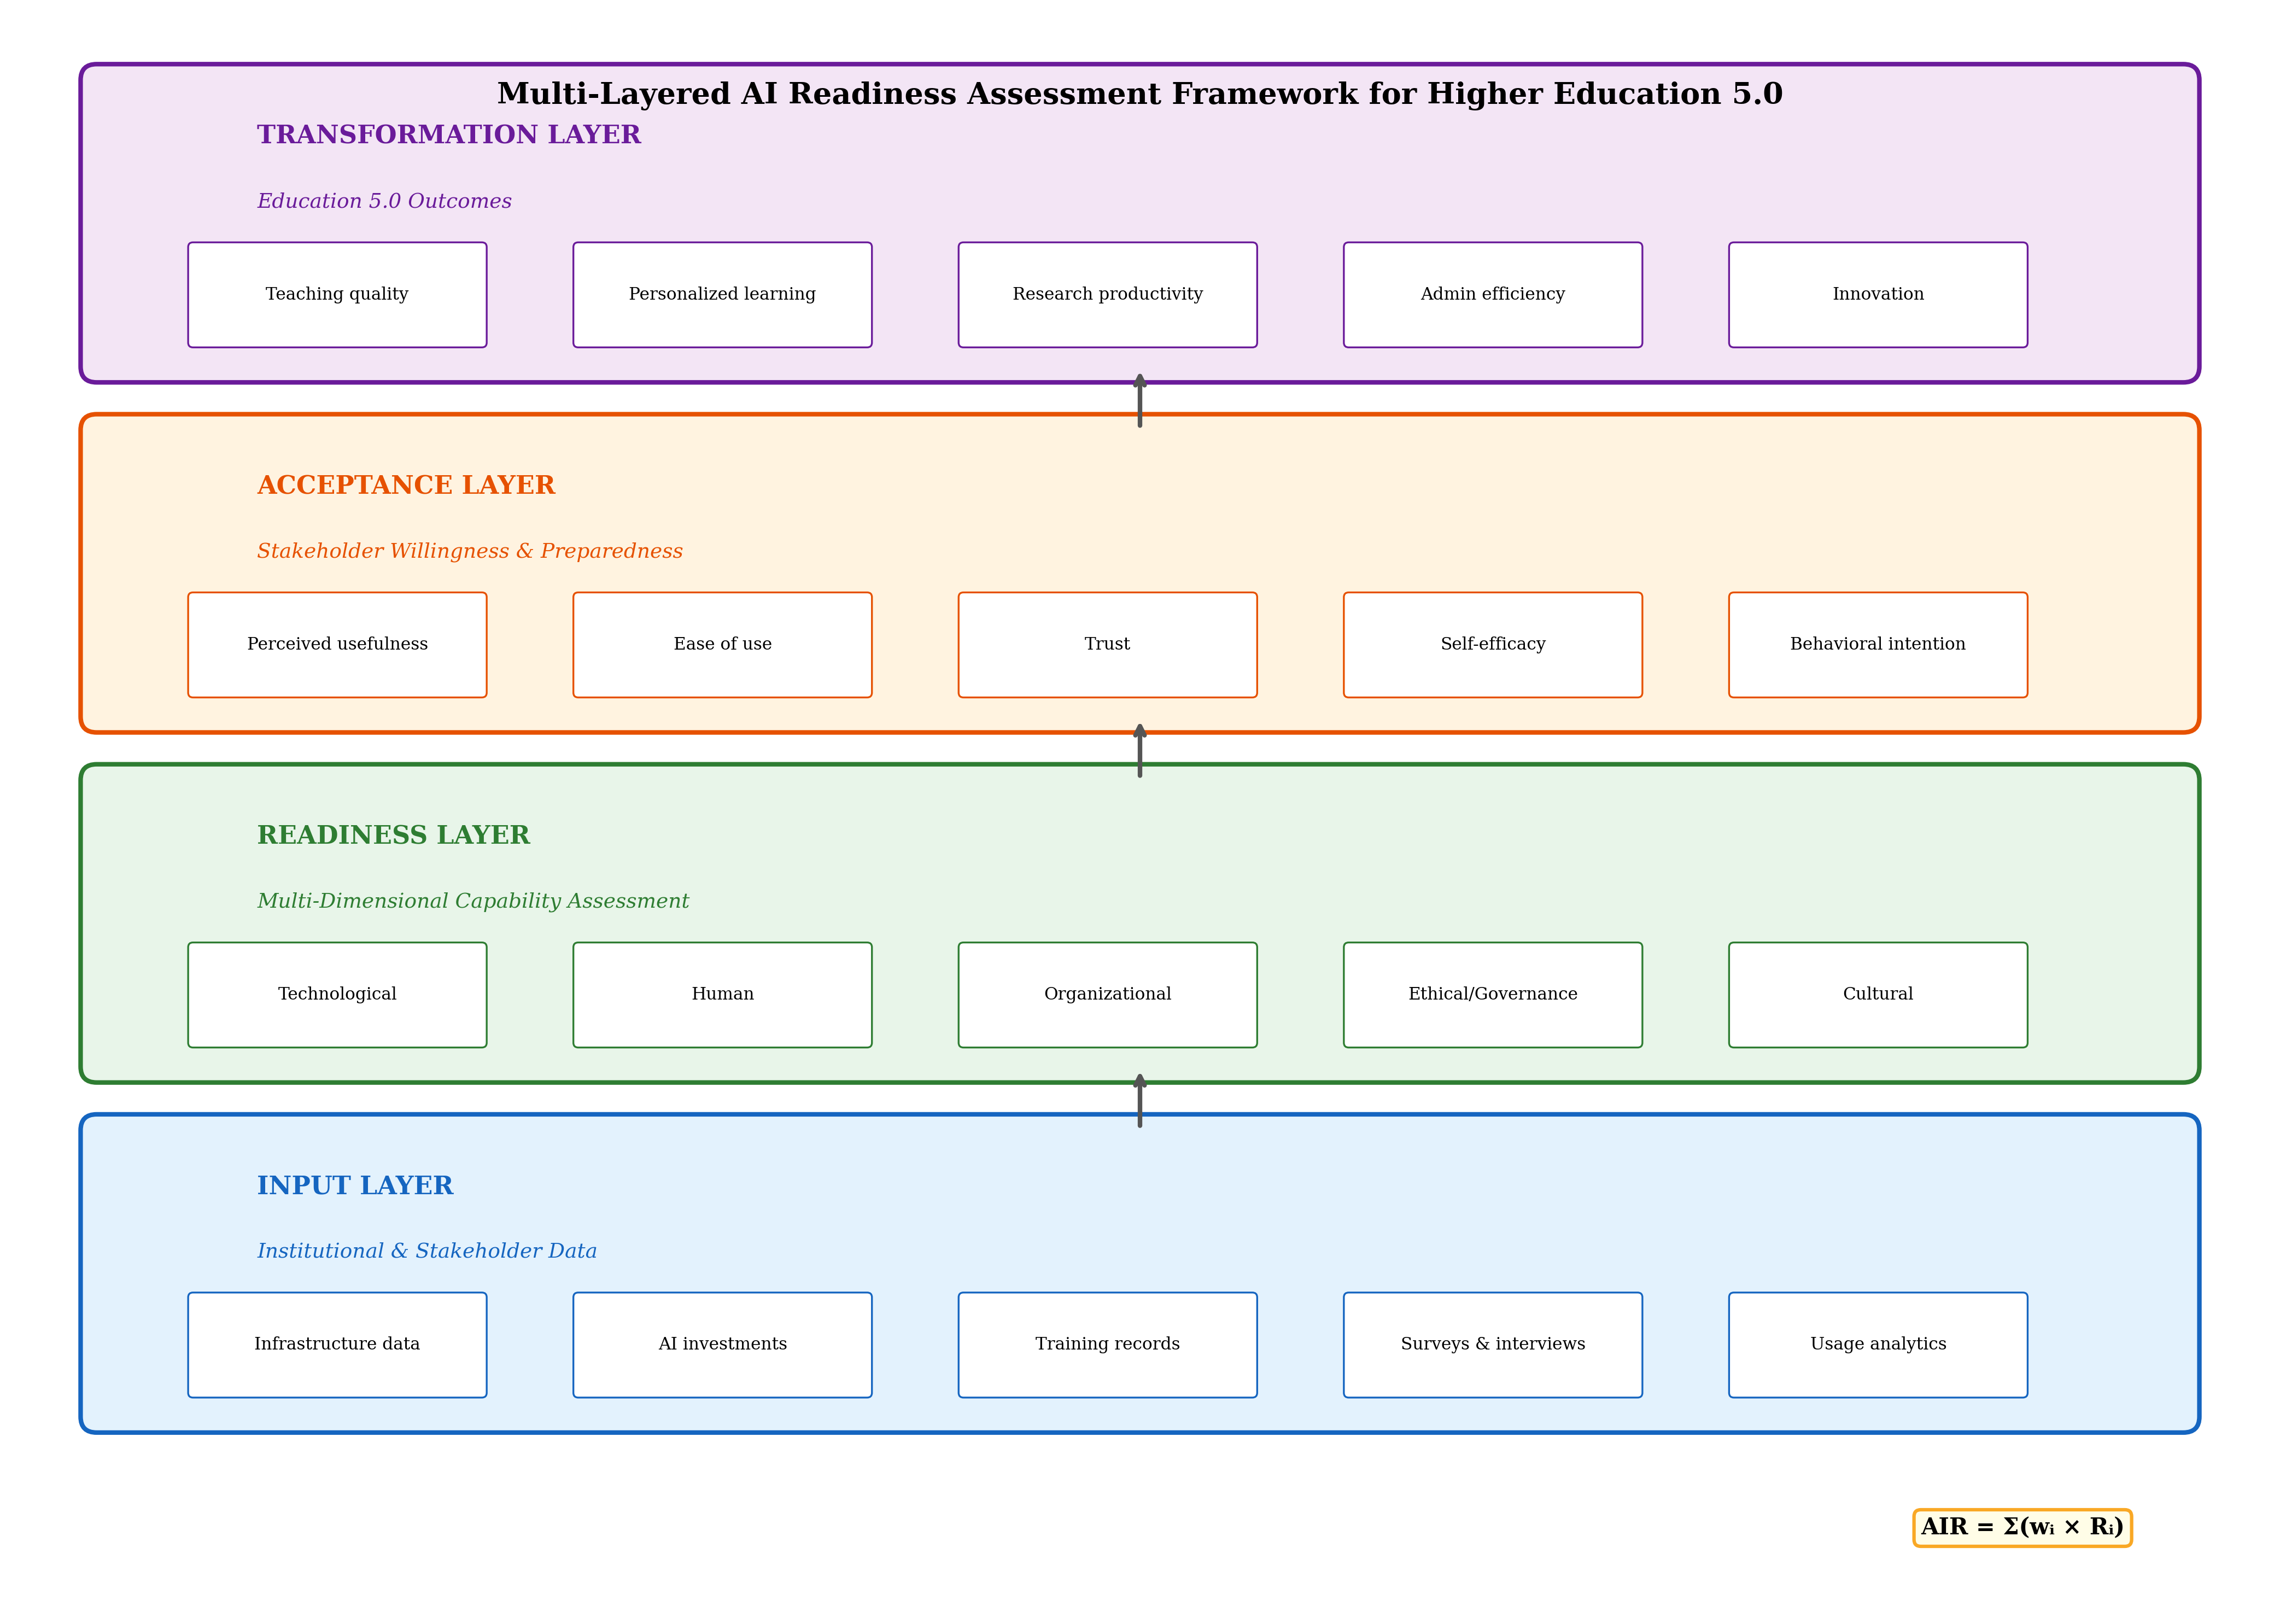 Multi-Layered AI Readiness Assessment Framework for Higher Education 5.0
TRANSFORMATION LAYER
Education 5.0 Outcomes
Teaching quality
Personalized learning
Research productivity
Admin efficiency
Innovation
ACCEPTANCE LAYER
Stakeholder Willingness & Preparedness
Perceived usefulness
Ease of use
Trust
Self-efficacy
Behavioral intention
READINESS LAYER
Multi-Dimensional Capability Assessment
Technological
Human
Organizational
Ethical/Governance
Cultural
INPUT LAYER
Institutional & Stakeholder Data
Infrastructure data
AI investments
Training records
Surveys & interviews
Usage analytics
AIR = Σ(wᵢ × Rᵢ)